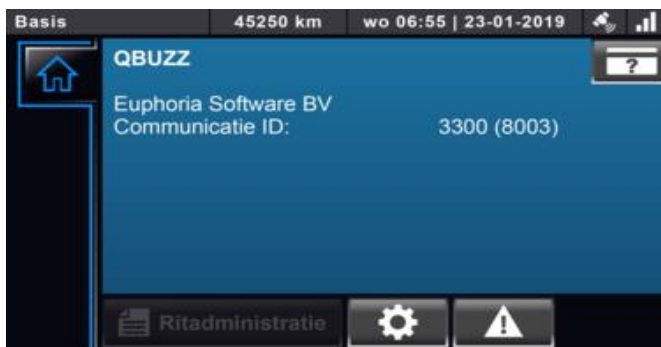 Basis 45250 km wo 06:55 | 23-01-2019
QBUZZ
?
Euphoria Software BV
Communicatie ID: 3300 (8003)
Ritadministratie